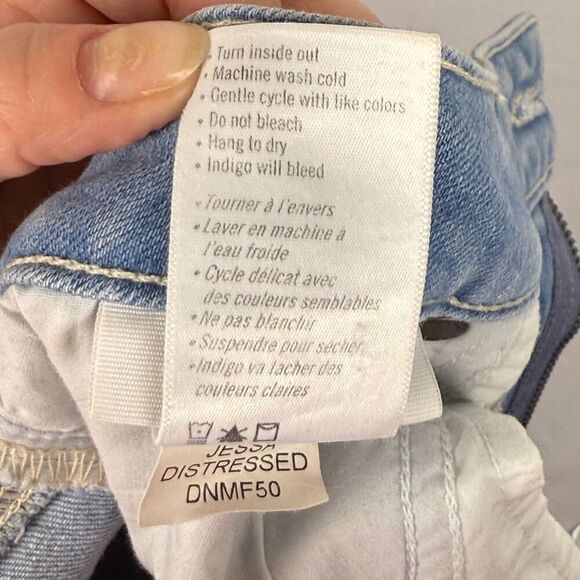 • Turn inside out
• Machine wash cold
• Gentle cycle with like colors
• Do not bleach
• Hang to dry
• Indigo will bleed
• Tourner à l'envers
• Laver en machine à
l'eau froide
• Cycle délicat avec
des couleurs semblables
• Ne pas blanchir
• Suspendre pour sécher
• Indigo va tacher des
couleurs claires
JESSA
DISTRESSED
DNMF50